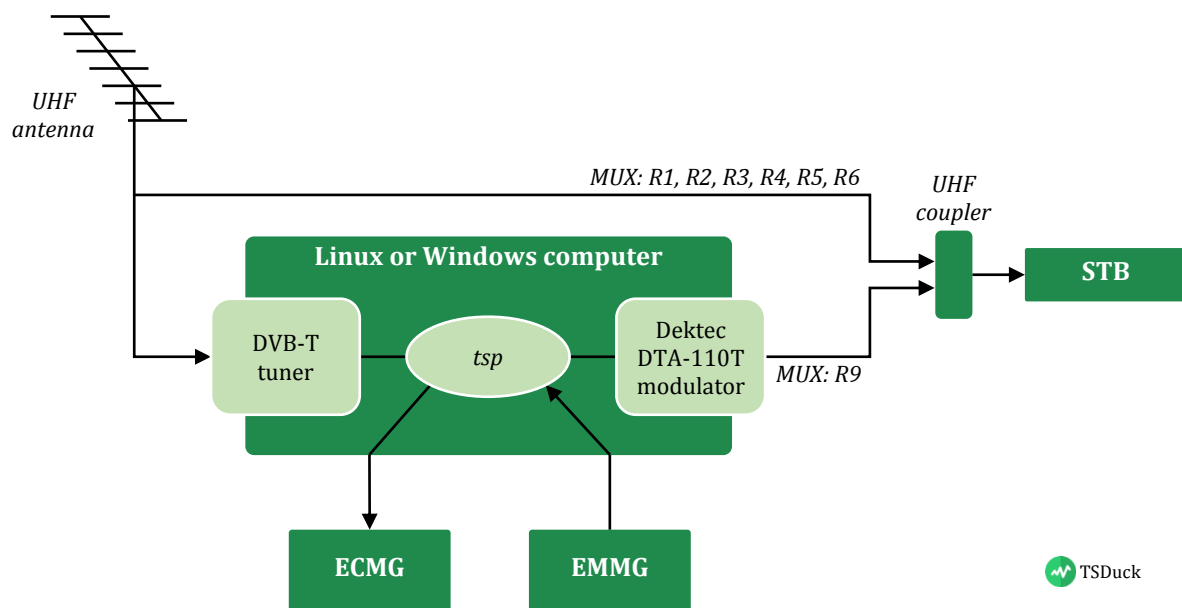 UHF
antenna
MUX: R1, R2, R3, R4, R5, R6
UHF
coupler
Linux or Windows computer
STB
DVB-T
tuner
tsp
Dektec
DTA-110T
modulator
MUX: R9
ECMG
EMMG
TSDuck